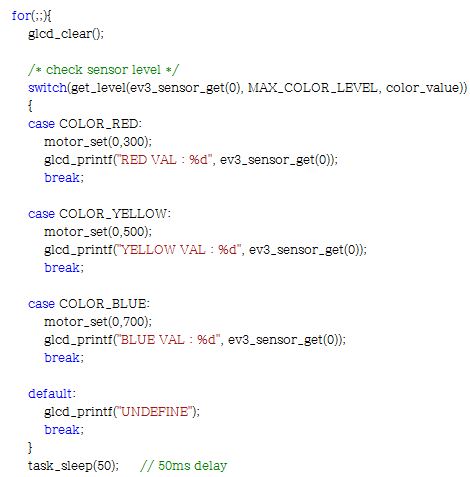 for(;;){
glcd_clear();
/* check sensor level */
switch(get_level(ev3_sensor_get(0), MAX_COLOR_LEVEL, color_value))
{
case COLOR_RED:
motor_set(0,300);
glcd_printf("RED VAL : %d", ev3_sensor_get(0));
break;
case COLOR_YELLOW:
motor_set(0,500);
glcd_printf("YELLOW VAL : %d", ev3_sensor_get(0));
break;
case COLOR_BLUE:
motor_set(0,700);
glcd_printf("BLUE VAL : %d", ev3_sensor_get(0));
break;
default:
glcd_printf("UNDEFINE");
break;
}
task_sleep(50); // 50ms delay